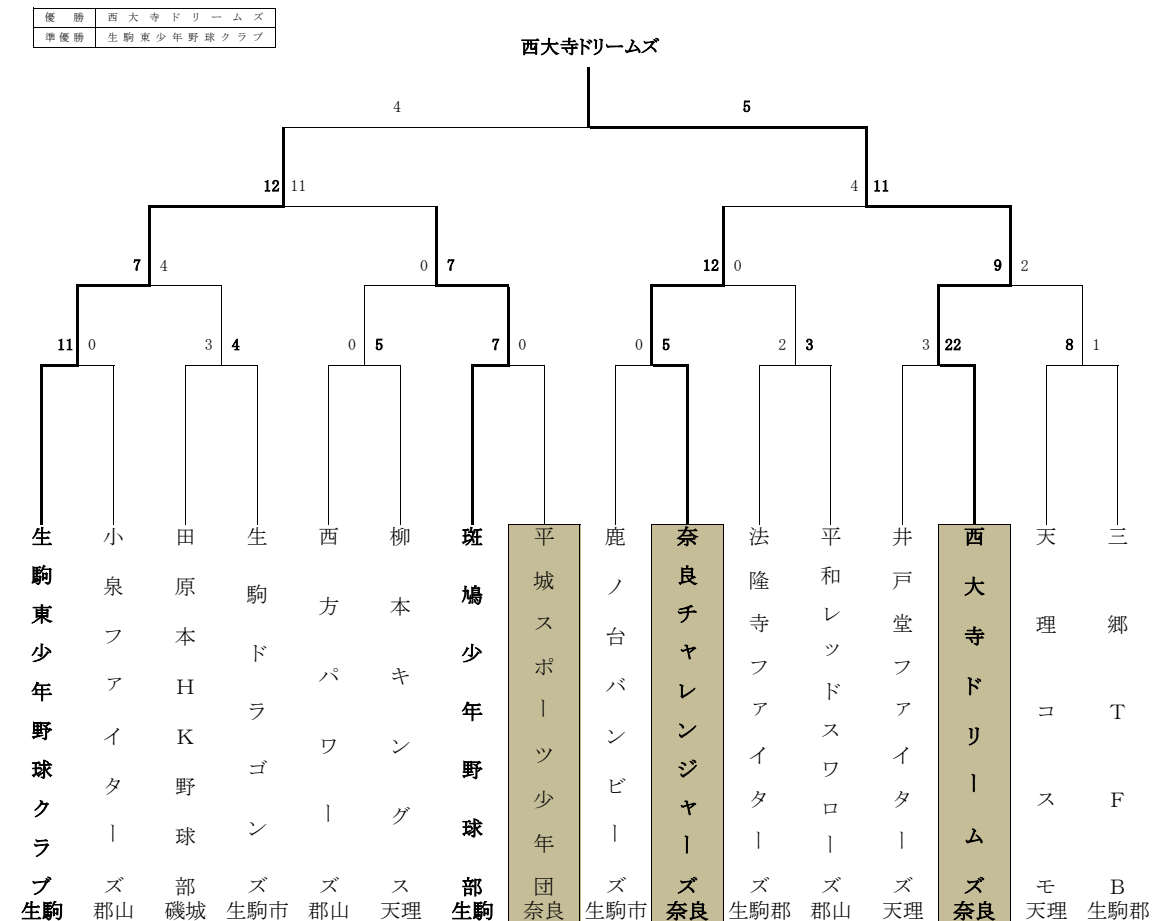 優勝 西大寺ドリームズ
準優勝 生駒東少年野球クラブ
西大寺ドリームズ
4 5
12 11 4 11
7 4 0 7 12 0 9 2
11 0 3 4 0 5 7 0 0 5 2 3 3 22 8 1
生駒東少年野球クラブ
小泉ファイターズ
田原本HK野球部
生駒ドラゴンズ
西方パワーズ
柳本キングス
斑鳩少年野球部
平城スポーツ少年団
鹿ノ台バンビーズ
奈良チャレンジャーズ
法隆寺ファイターズ
平和レッドスワローズ
井戸堂ファイターズ
西大寺ドリームズ
天理コスモ
三郷TFB
生駒 郡山 磯城 生駒市 郡山 天理 生駒 奈良 生駒市 奈良 生駒郡 郡山 天理 奈良 天理 生駒郡